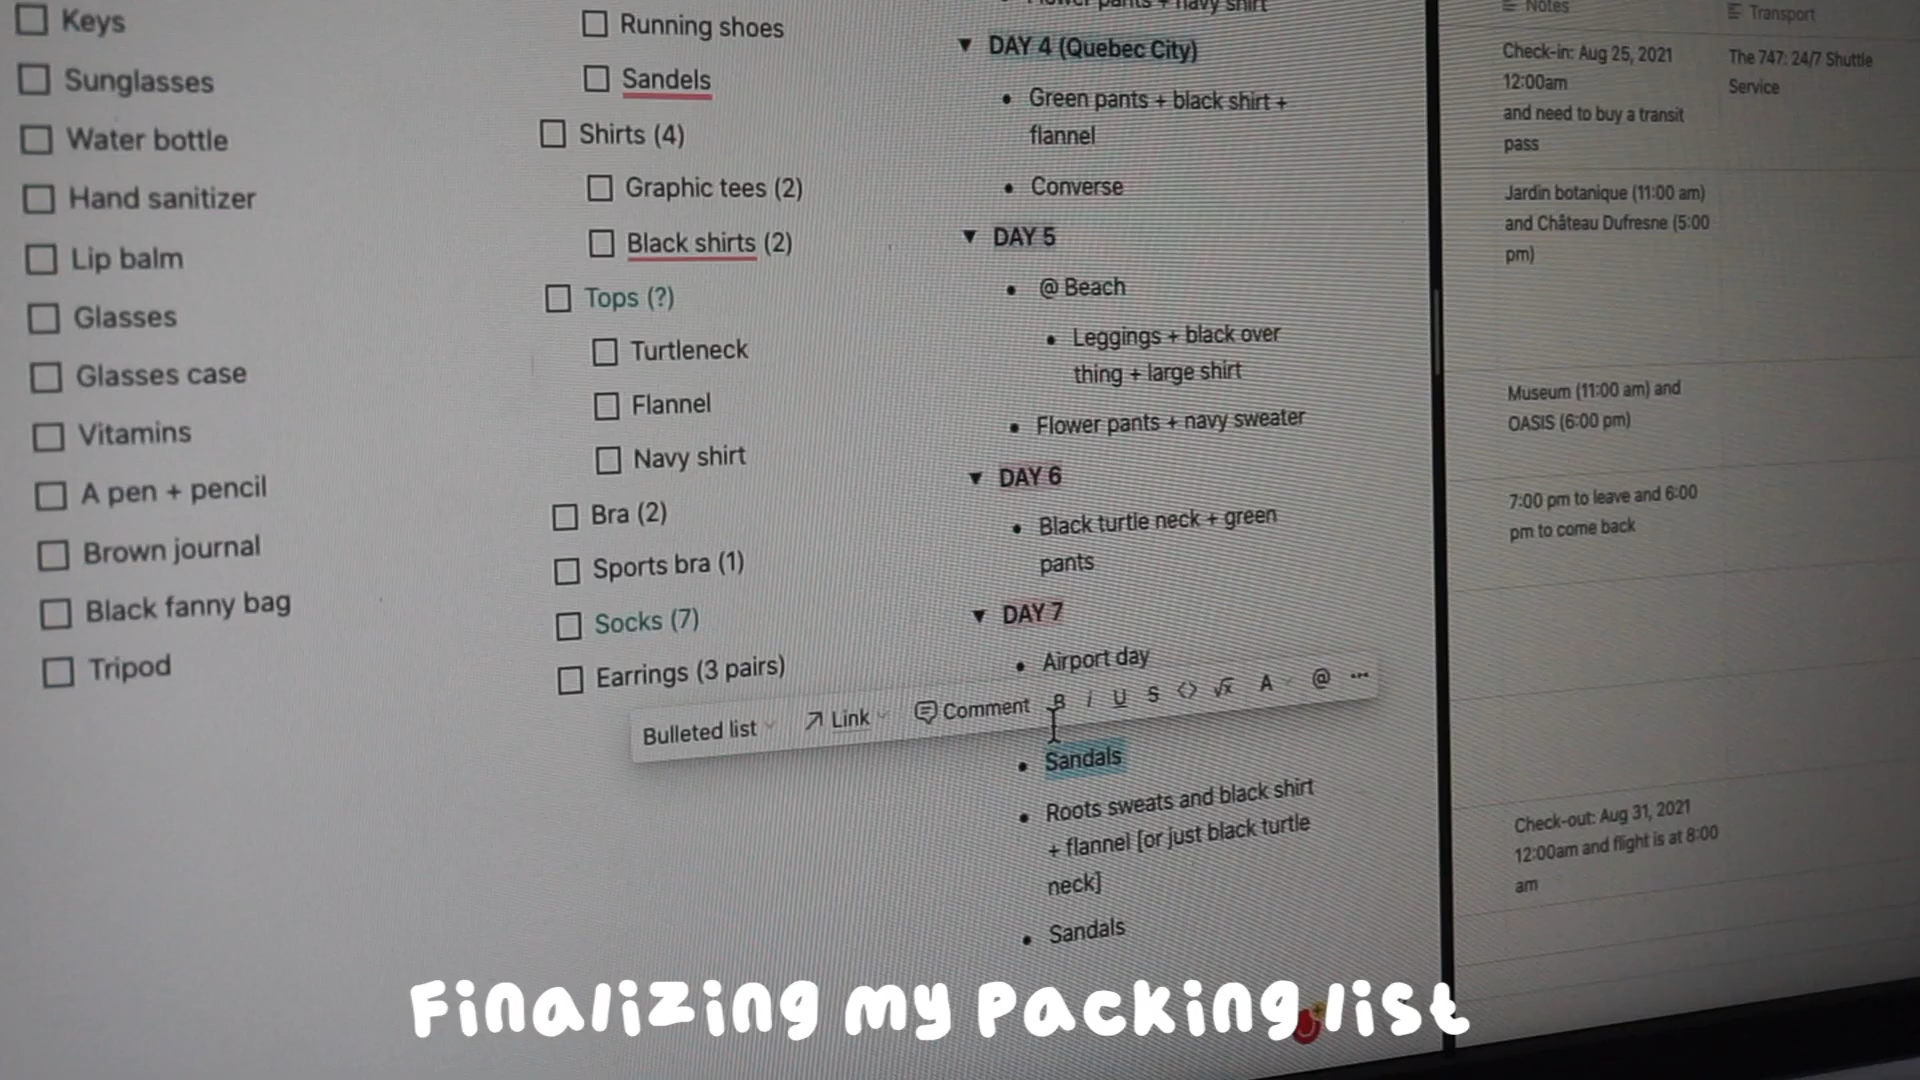 Keys
Sunglasses
Water bottle
Hand sanitizer
Lip balm
Glasses
Glasses case
Vitamins
A pen + pencil
Brown journal
Black fanny bag
Tripod
Running shoes
Sandels
Shirts (4)
Graphic tees (2)
Black shirts (2)
Tops (?)
Turtleneck
Flannel
Navy shirt
Bra (2)
Sports bra (1)
Socks (7)
Earrings (3 pairs)
Flower pants + navy shirt
DAY 4 (Quebec City)
Green pants + black shirt +
flannel
Converse
DAY 5
@ Beach
Leggings + black over
thing + large shirt
Flower pants + navy sweater
DAY 6
Black turtle neck + green
pants
DAY 7
Airport day
Bulleted list Link Comment B i U S <> √x A @ •••
Sandals
Roots sweats and black shirt
+ flannel [or just black turtle
neck]
Sandals
Notes
Check-in: Aug 25, 2021
12:00am
and need to buy a transit
pass
Jardin botanique (11:00 am)
and Château Dufresne (5:00
pm)
Museum (11:00 am) and
OASIS (6:00 pm)
7:00 pm to leave and 6:00
pm to come back
Check-out: Aug 31, 2021
12:00am and flight is at 8:00
am
Transport
The 747: 24/7 Shuttle
Service
Finalizing my packing list